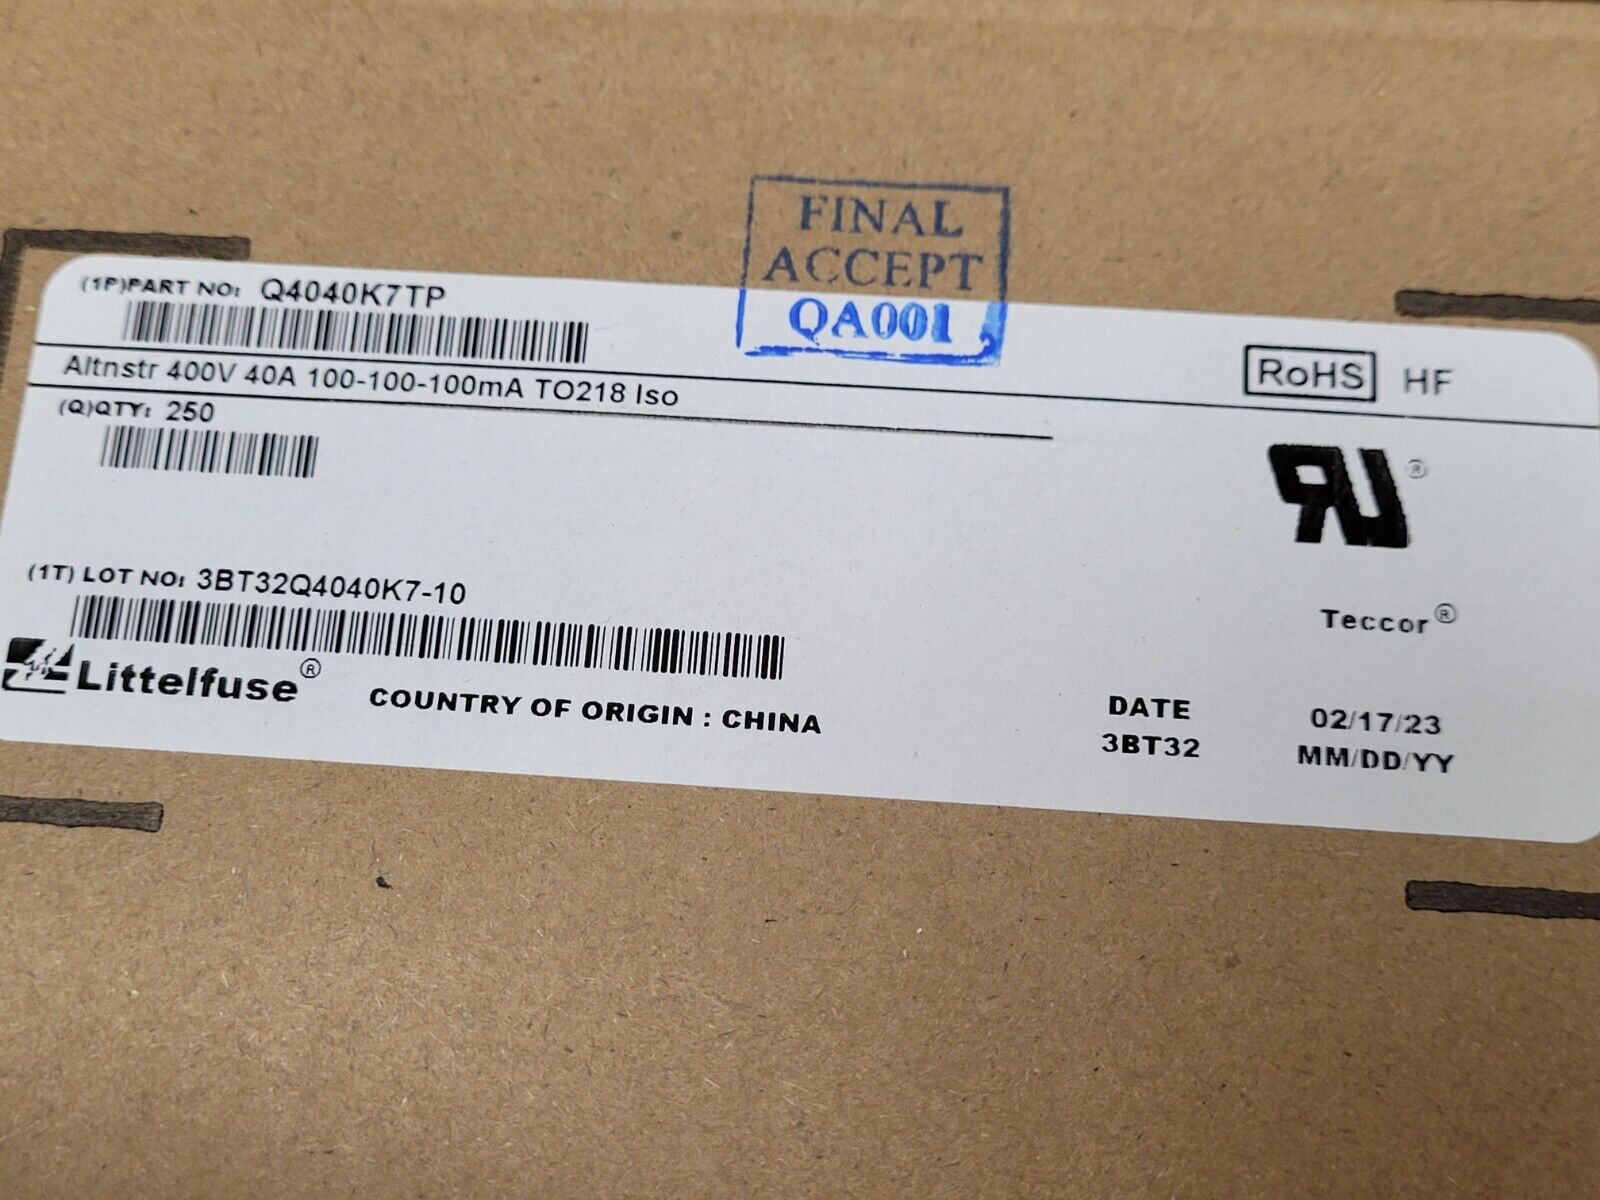 FINAL
ACCEPT
QA001
(1P)PART NO: Q4040K7TP
Altnstr 400V 40A 100-100-100mA TO218 Iso
RoHS HF
(Q)QTY: 250
RU®
(1T) LOT NO: 3BT32Q4040K7-10
Teccor®
Littelfuse®
COUNTRY OF ORIGIN : CHINA
DATE 02/17/23
3BT32 MM/DD/YY